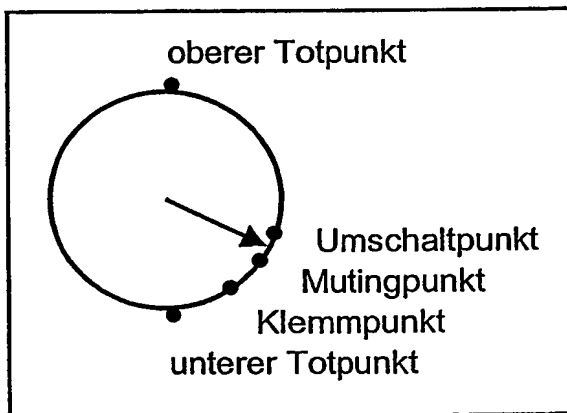 oberer Totpunkt
Umschaltpunkt
Mutingpunkt
Klemmpunkt
unterer Totpunkt